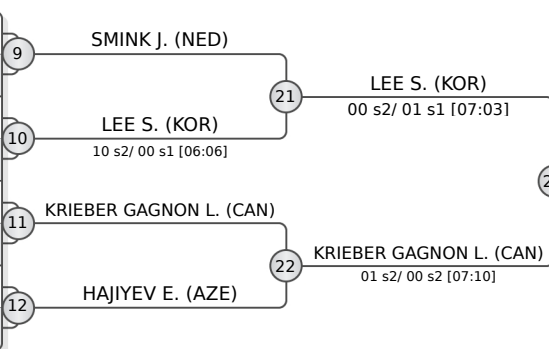 9
SMINK J. (NED)
21
LEE S. (KOR)
00 s2/ 01 s1 [07:03]
10
LEE S. (KOR)
10 s2/ 00 s1 [06:06]
11
KRIEBER GAGNON L. (CAN)
22
KRIEBER GAGNON L. (CAN)
01 s2/ 00 s2 [07:10]
12
HAJIYEV E. (AZE)